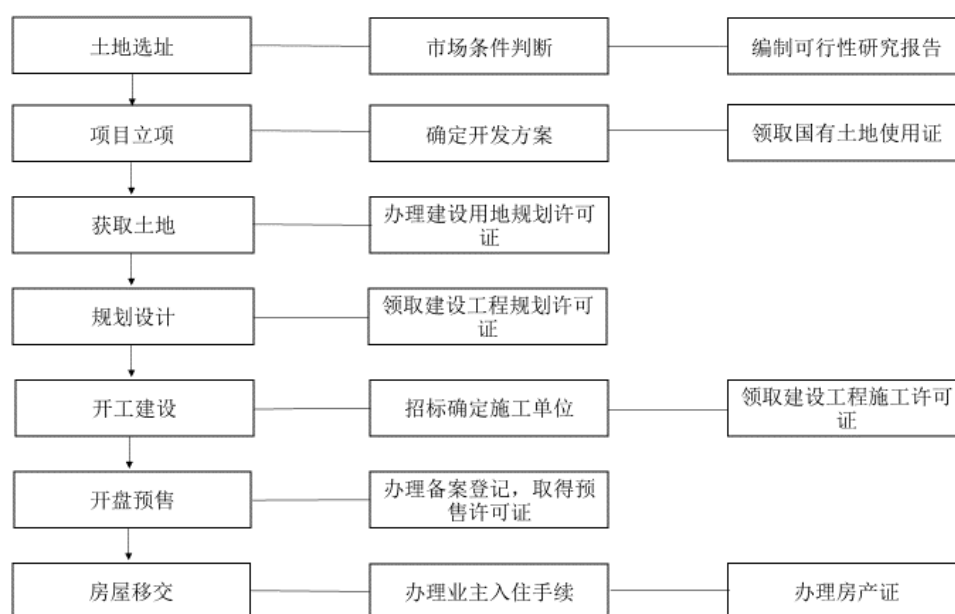 土地选址
市场条件判断
编制可行性研究报告
项目立项
确定开发方案
领取国有土地使用证
获取土地
办理建设用地规划许可
证
规划设计
领取建设工程规划许可
证
开工建设
招标确定施工单位
领取建设工程施工许可
证
开盘预售
办理备案登记，取得预
售许可证
房屋移交
办理业主入住手续
办理房产证